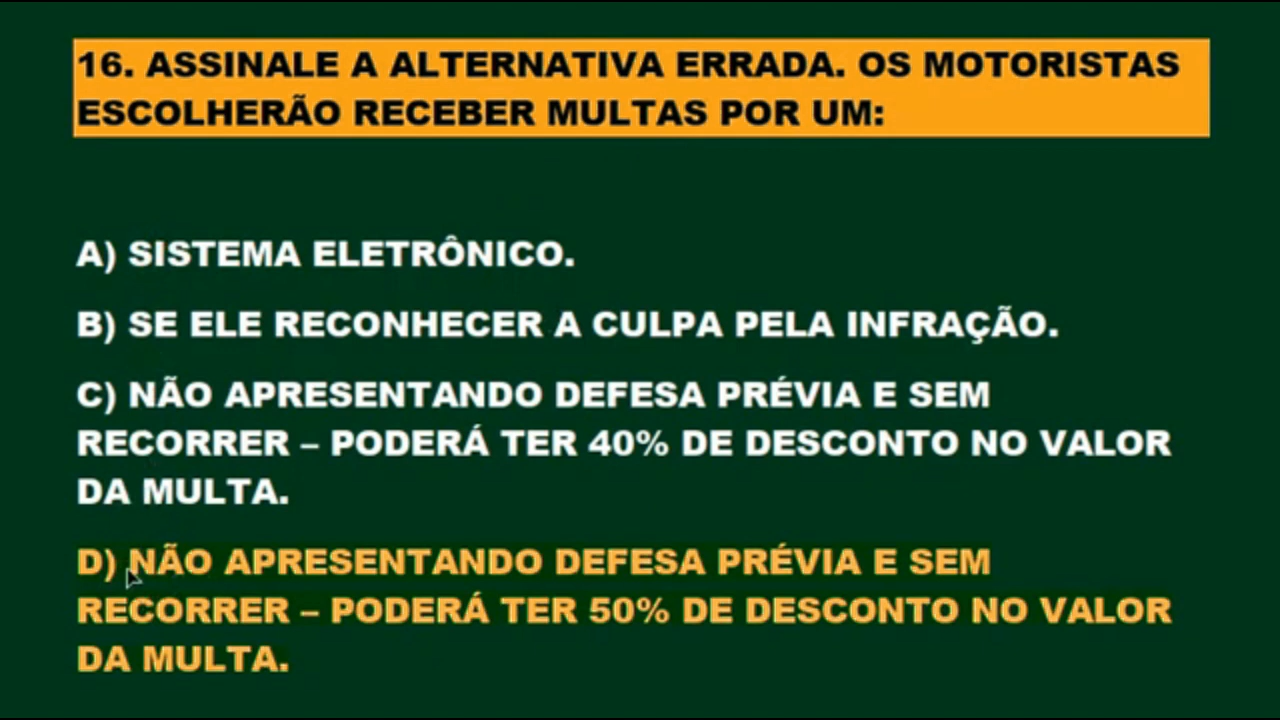 16. ASSINALE A ALTERNATIVA ERRADA. OS MOTORISTAS
ESCOLHERÃO RECEBER MULTAS POR UM:
A) SISTEMA ELETRÔNICO.
B) SE ELE RECONHECER A CULPA PELA INFRAÇÃO.
C) NÃO APRESENTANDO DEFESA PRÉVIA E SEM
RECORRER – PODERÁ TER 40% DE DESCONTO NO VALOR
DA MULTA.
D) NÃO APRESENTANDO DEFESA PRÉVIA E SEM
RECORRER – PODERÁ TER 50% DE DESCONTO NO VALOR
DA MULTA.